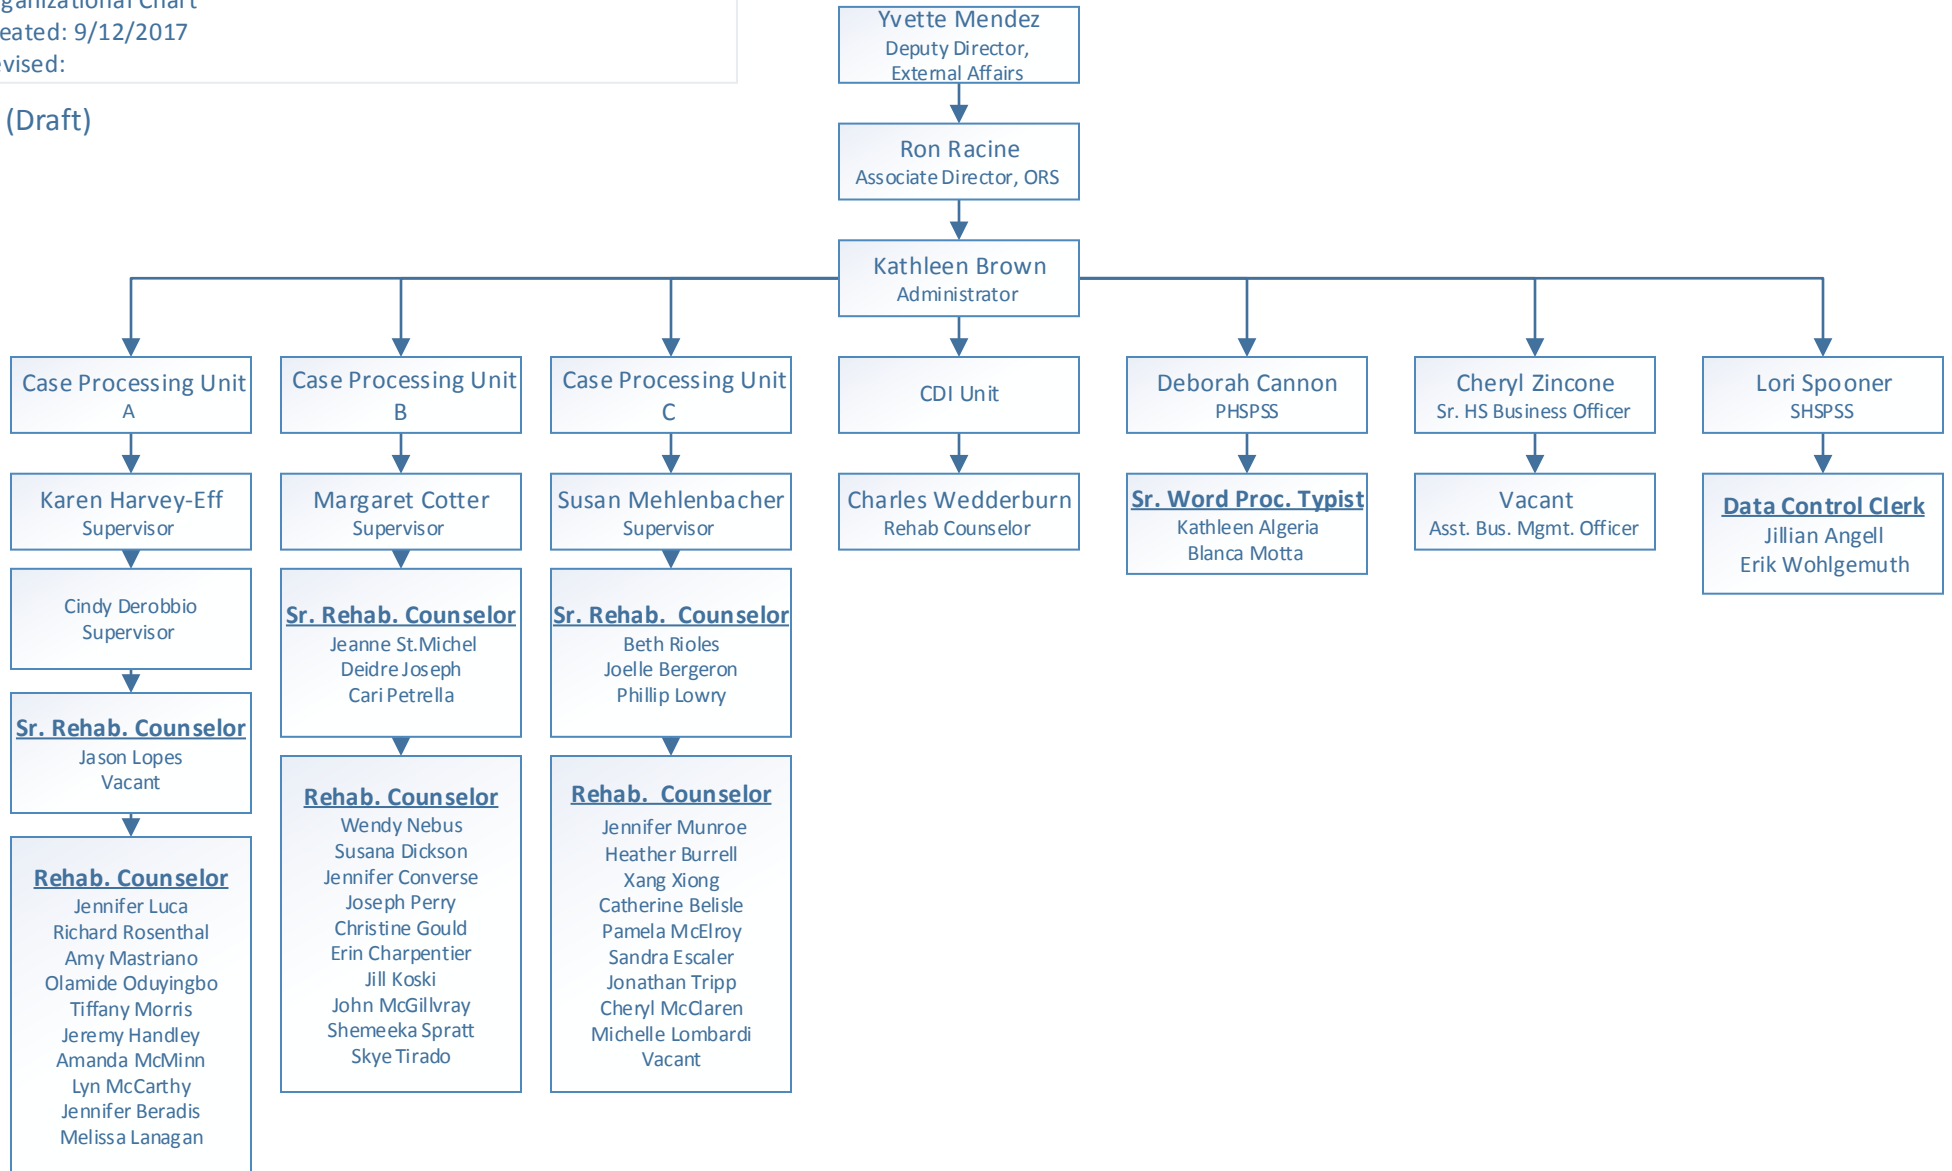 ganizational Chart
eated: 9/12/2017
vised:
(Draft)
Yvette Mendez
Deputy Director,
External Affairs
Ron Racine
Associate Director, ORS
Kathleen Brown
Administrator
Case Processing Unit
A
Karen Harvey-Eff
Supervisor
Cindy Derobbio
Supervisor
Sr. Rehab. Counselor
Jason Lopes
Vacant
Rehab. Counselor
Jennifer Luca
Richard Rosenthal
Amy Mastriano
Olamide Oduyingbo
Tiffany Morris
Jeremy Handley
Amanda McMinn
Lyn McCarthy
Jennifer Beradis
Melissa Lanagan
Case Processing Unit
B
Margaret Cotter
Supervisor
Sr. Rehab. Counselor
Jeanne St.Michel
Deidre Joseph
Cari Petrella
Rehab. Counselor
Wendy Nebus
Susana Dickson
Jennifer Converse
Joseph Perry
Christine Gould
Erin Charpentier
Jill Koski
John McGillvray
Shemeeka Spratt
Skye Tirado
Case Processing Unit
C
Susan Mehlenbacher
Supervisor
Sr. Rehab. Counselor
Beth Rioles
Joelle Bergeron
Phillip Lowry
Rehab. Counselor
Jennifer Munroe
Heather Burrell
Xang Xiong
Catherine Belisle
Pamela McElroy
Sandra Escaler
Jonathan Tripp
Cheryl McClaren
Michelle Lombardi
Vacant
CDI Unit
Charles Wedderburn
Rehab Counselor
Deborah Cannon
PHSPSS
Sr. Word Proc. Typist
Kathleen Algeria
Blanca Motta
Cheryl Zincone
Sr. HS Business Officer
Vacant
Asst. Bus. Mgmt. Officer
Lori Spooner
SHSPSS
Data Control Clerk
Jillian Angell
Erik Wohlgemuth